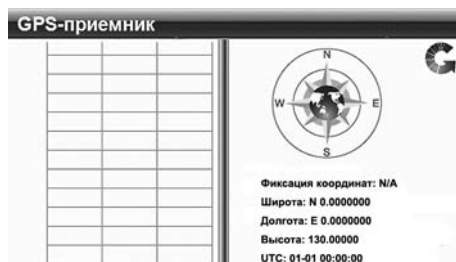 GPS-приемник
N
W
E
S
Фиксация координат: N/A
Широта: N 0.0000000
Долгота: E 0.0000000
Высота: 130.00000
UTC: 01-01 00:00:00